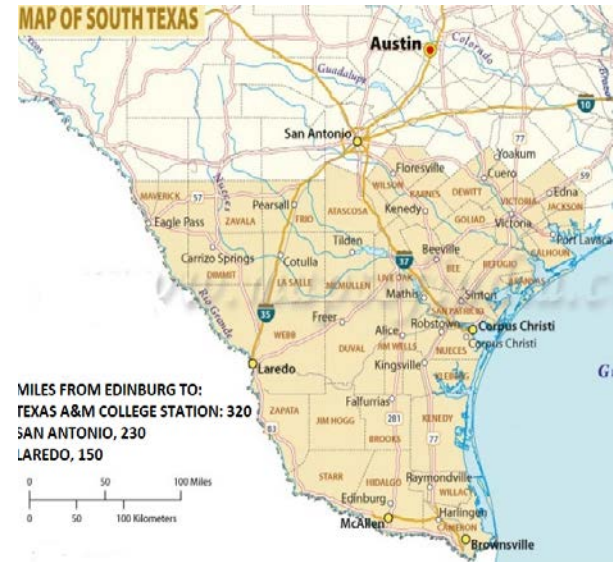 MAP OF SOUTH TEXAS
Austin
Colorado
Guadalupe
10
San Antonio
77
Yoakum
Floresville
Cuero
59
WILSON
KARNES
DEWITT
Edna
MAVERICK
57
Nueces
VICTORIA
JACKSON
Pearsall
FRIO
ATASCOSA
Kenedy
GOLIAD
Eagle Pass
ZAVALA
Victoria
Port Lavaca
Tilden
Beeville
CALHOUN
Carrizo Springs
Cotulla
37
BEE
REFUGIO
DIMMIT
LA SALLE
MCMULLEN
LIVE OAK
ARANSAS
Rio Grande
Mathis
Sinton
35
Freer
SAN PATRICIO
WEBB
Robstown
Corpus Christi
Alice
Corpus Christi
DUVAL
JIM WELLS
NUECES
Laredo
Kingsville
KLEBERG
MILES FROM EDINBURG TO:
TEXAS A&M COLLEGE STATION: 320
SAN ANTONIO, 230
LAREDO, 150
ZAPATA
Falfurrias
83
JIM HOGG
281
KENEDY
BROOKS
77
STARR
HIDALGO
Raymondville
WILLACY
Edinburg
Harlingen
McAllen
CAMERON
Brownsville
0 50 100 Miles
0 50 100 Kilometers